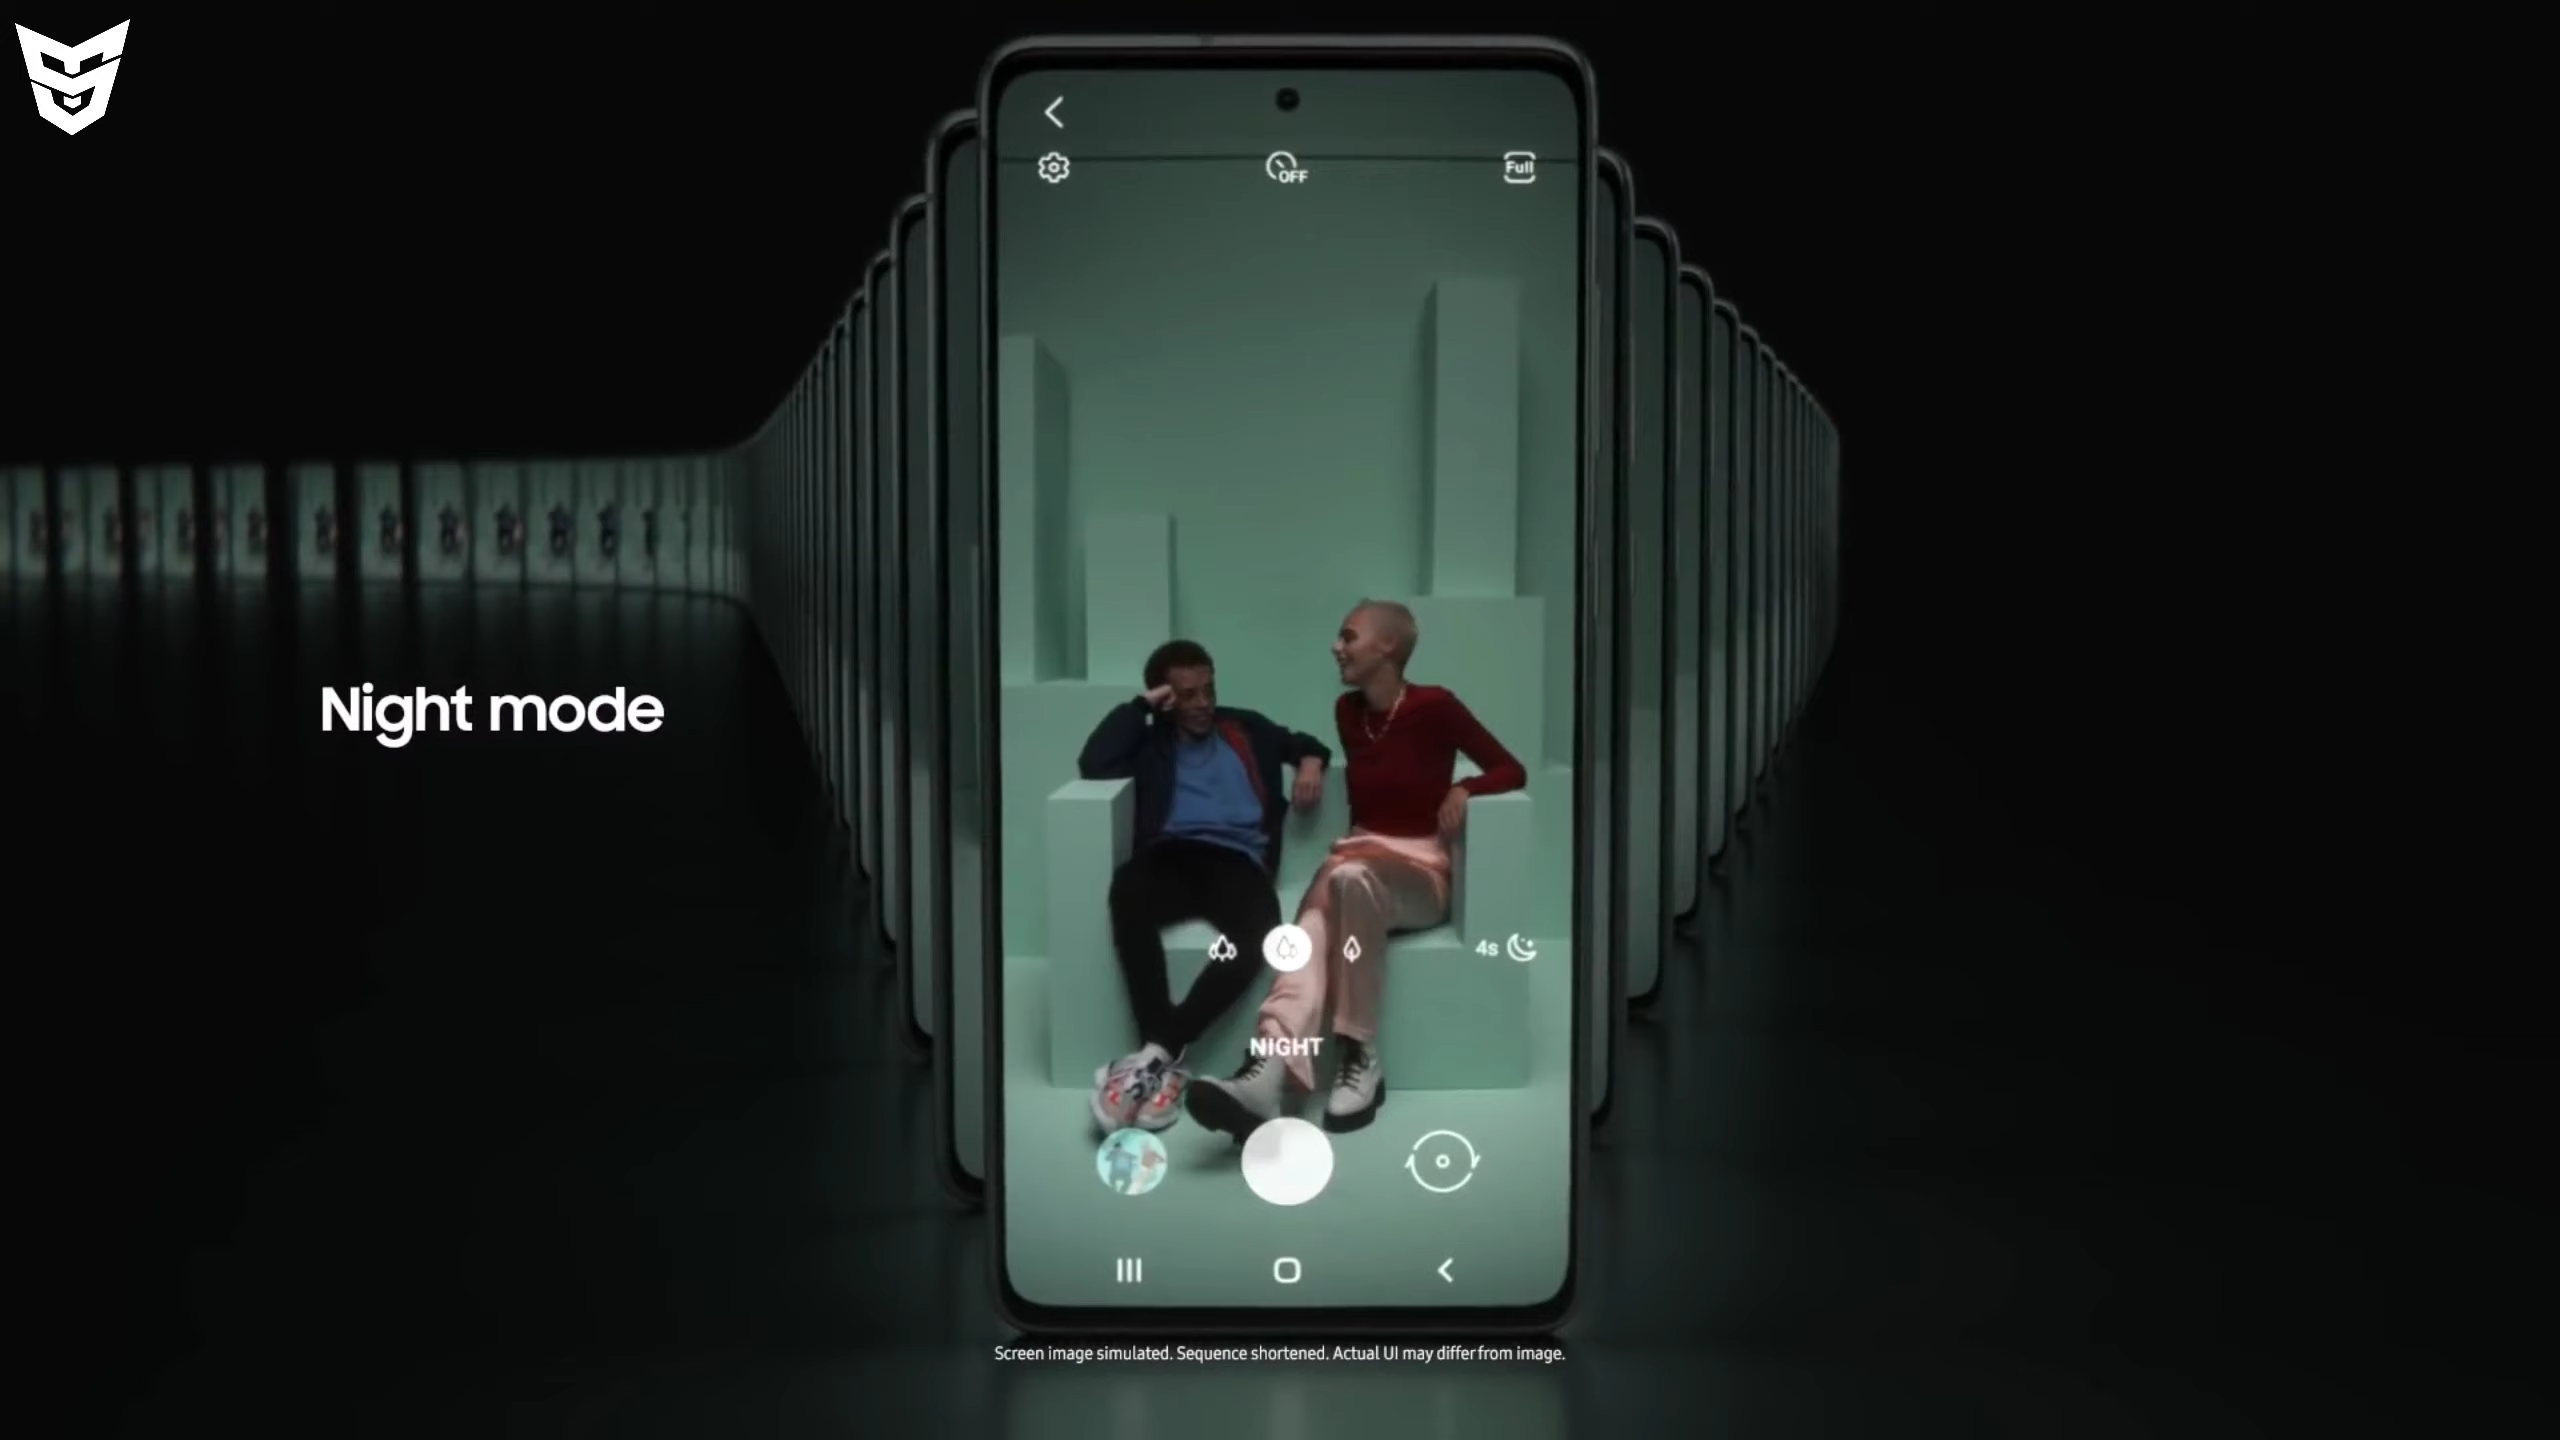 OFF
Full
Night mode
4s
NIGHT
Screen image simulated. Sequence shortened. Actual UI may differ from image.